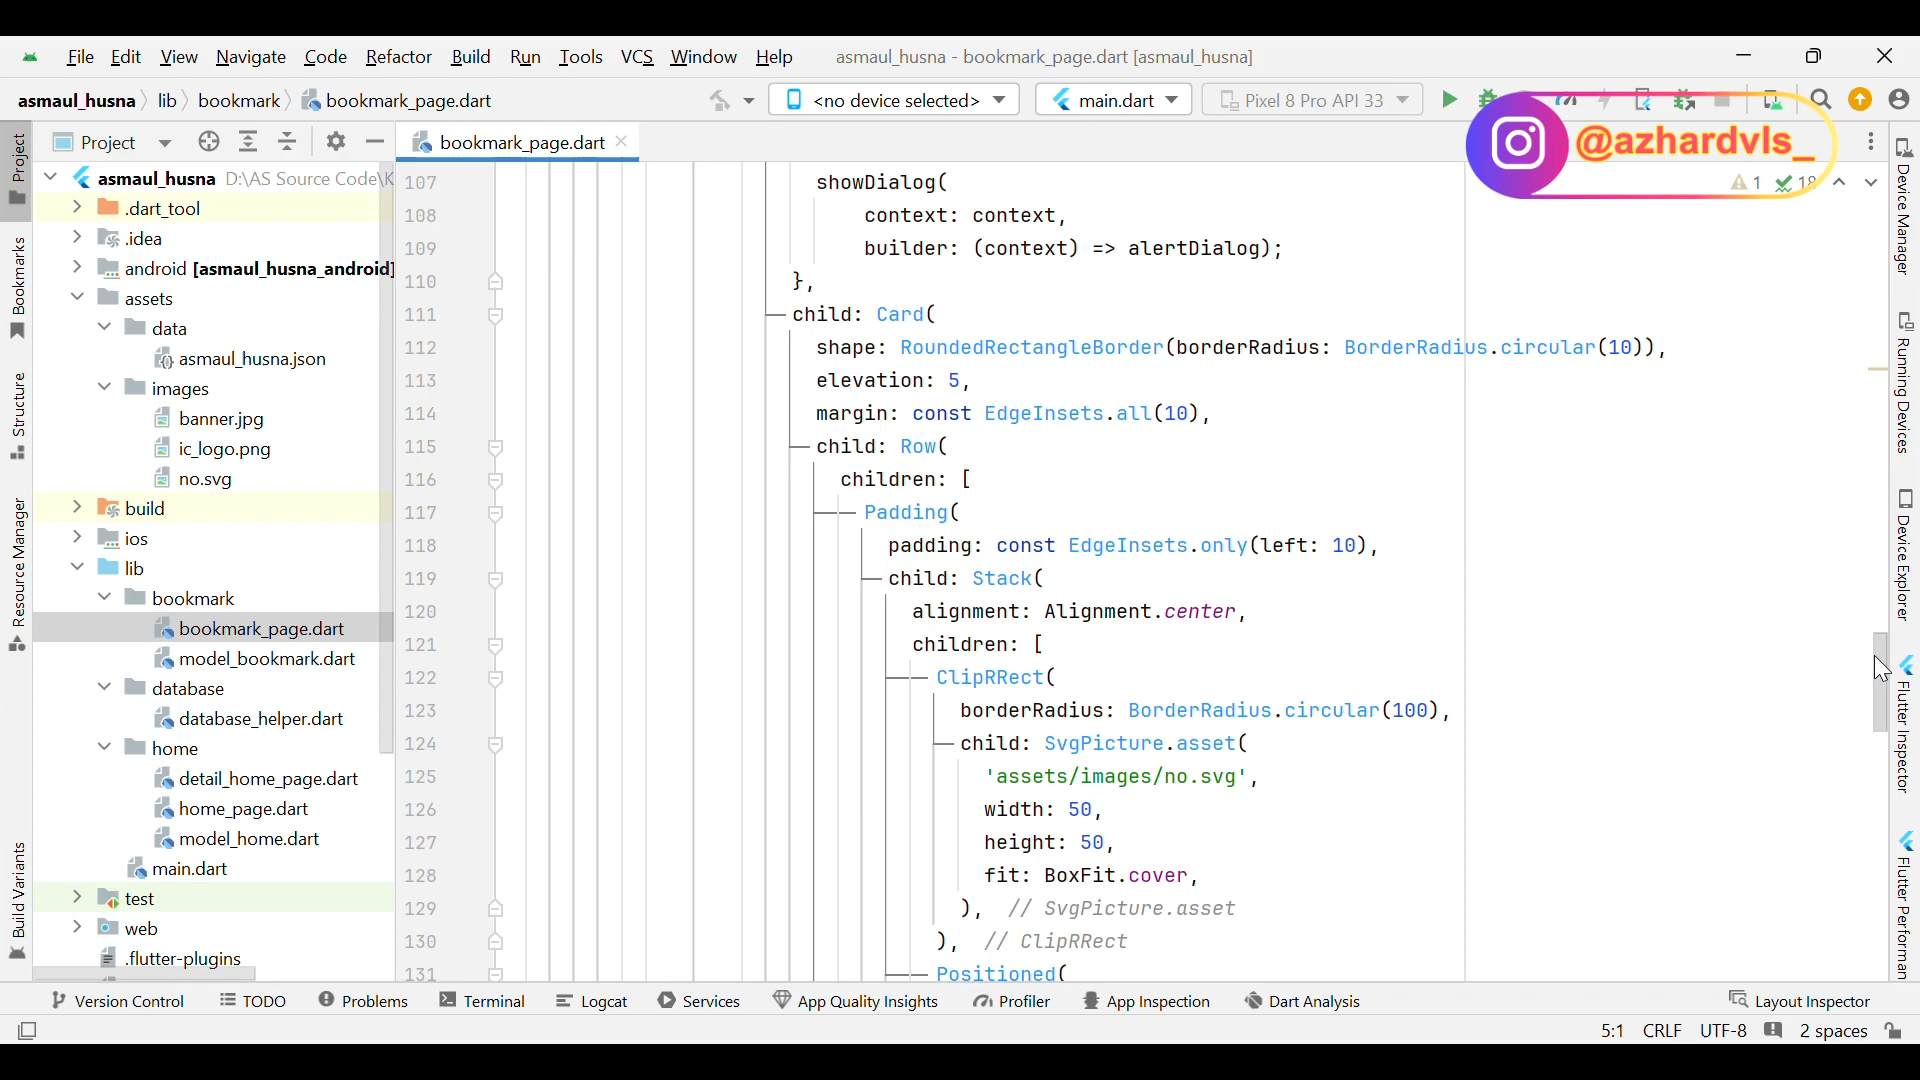 File Edit View Navigate Code Refactor Build Run Tools VCS Window Help asmaul_husna - bookmark_page.dart [asmaul_husna]
asmaul_husna lib bookmark bookmark_page.dart <no device selected> main.dart Pixel 8 Pro API 33
@azhardvls_
Project bookmark_page.dart
asmaul_husna D:\AS Source Code\K
.dart_tool
.idea
android [asmaul_husna_android]
assets
data
asmaul_husna.json
images
banner.jpg
ic_logo.png
no.svg
build
ios
lib
bookmark
bookmark_page.dart
model_bookmark.dart
database
database_helper.dart
home
detail_home_page.dart
home_page.dart
model_home.dart
main.dart
test
web
.flutter-plugins
Project
Bookmarks
Structure
Resource Manager
Build Variants
1 18
107 showDialog(
108 context: context,
109 builder: (context) => alertDialog);
110 },
111 child: Card(
112 shape: RoundedRectangleBorder(borderRadius: BorderRadius.circular(10)),
113 elevation: 5,
114 margin: const EdgeInsets.all(10),
115 child: Row(
116 children: [
117 Padding(
118 padding: const EdgeInsets.only(left: 10),
119 child: Stack(
120 alignment: Alignment.center,
121 children: [
122 ClipRRect(
123 borderRadius: BorderRadius.circular(100),
124 child: SvgPicture.asset(
125 'assets/images/no.svg',
126 width: 50,
127 height: 50,
128 fit: BoxFit.cover,
129 ), // SvgPicture.asset
130 ), // ClipRRect
131 Positioned(
Device Manager
Running Devices
Device Explorer
Flutter Inspector
Flutter Performan
Version Control TODO Problems Terminal Logcat Services App Quality Insights Profiler App Inspection Dart Analysis Layout Inspector
5:1 CRLF UTF-8 2 spaces